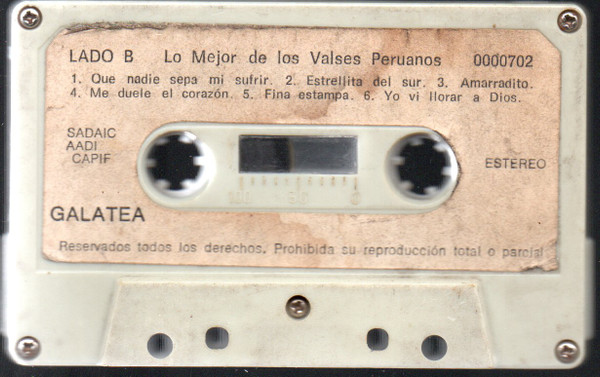 LADO B Lo Mejor de los Valses Peruanos 0000702
1. Que nadie sepa mi sufrir. 2. Estrellita del sur. 3. Amarradito.
4. Me duele el corazón. 5. Fina estampa. 6. Yo vi llorar a Dios.
SADAIC
AADI
CAPIF
ESTEREO
GALATEA
Reservados todos los derechos. Prohibida su reproducción total o parcial